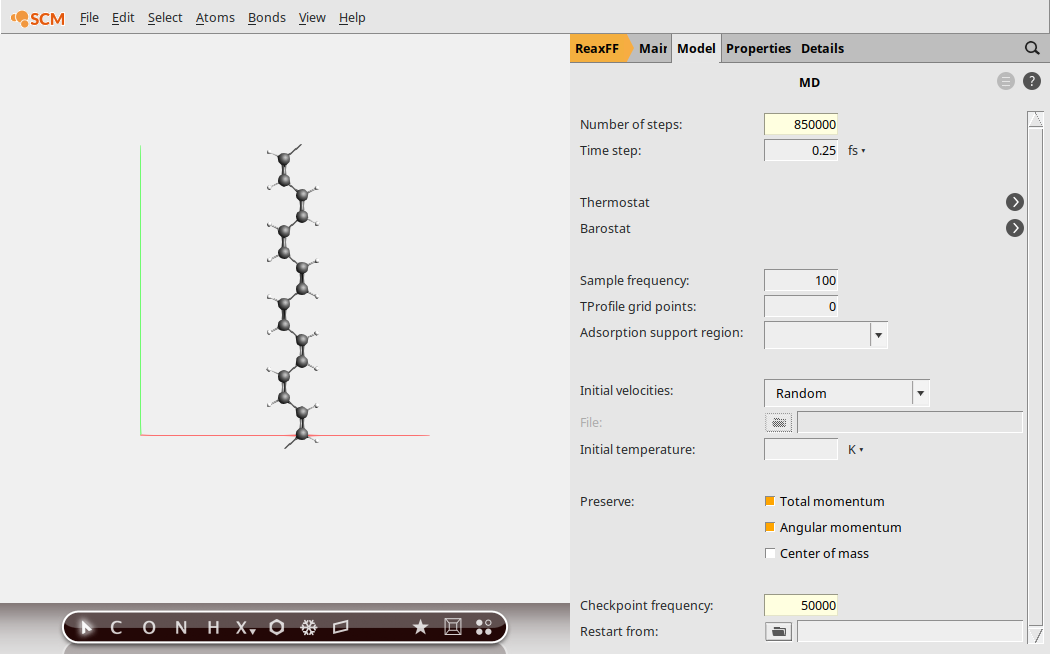 SCM File Edit Select Atoms Bonds View Help
ReaxFF Main Model Properties Details
MD
?
Number of steps: 850000
Time step: 0.25 fs
Thermostat
Barostat
Sample frequency: 100
TProfile grid points: 0
Adsorption support region:
Initial velocities: Random
File:
Initial temperature: K
Preserve: Total momentum
Angular momentum
Center of mass
Checkpoint frequency: 50000
Restart from:
C O N H X